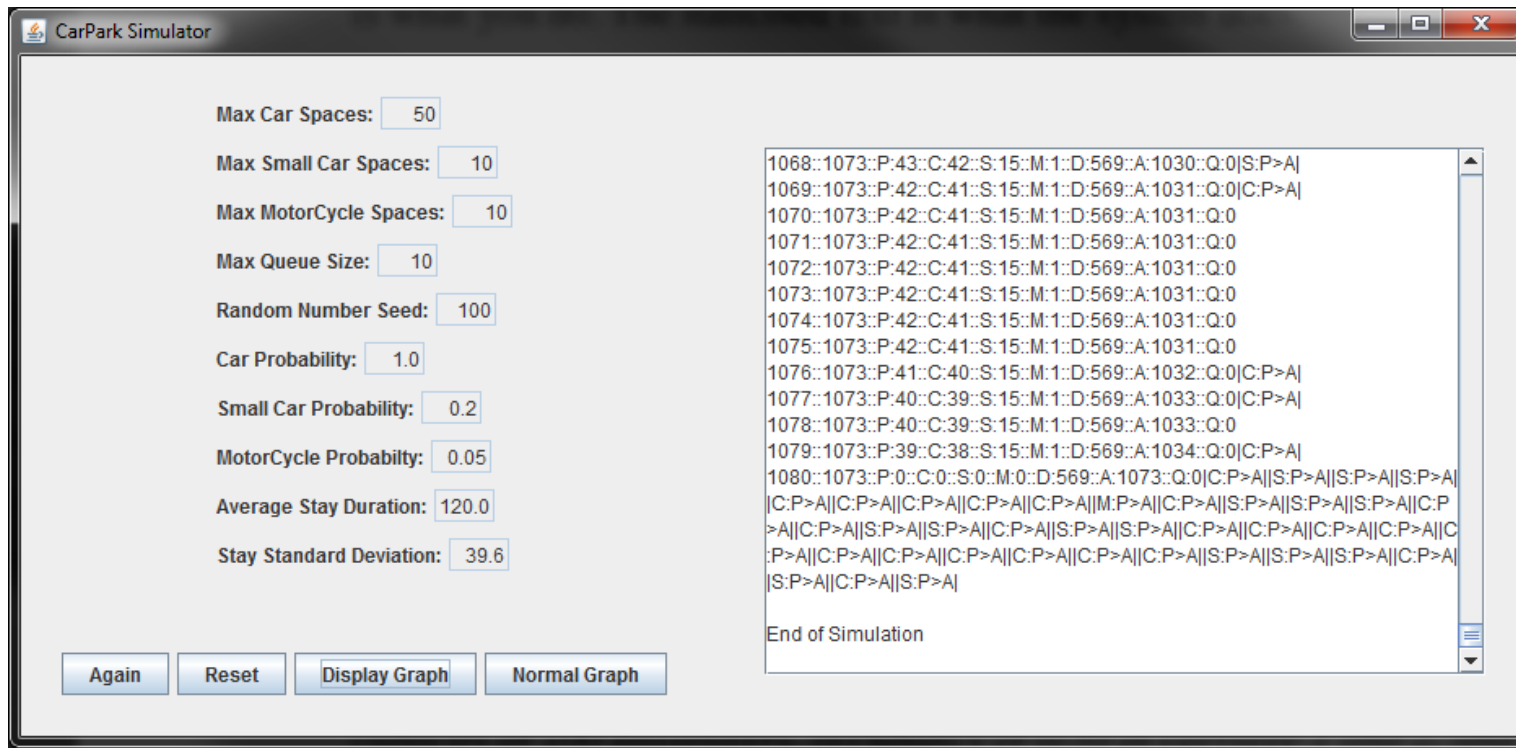 CarPark Simulator
Max Car Spaces: 50
Max Small Car Spaces: 10
Max MotorCycle Spaces: 10
Max Queue Size: 10
Random Number Seed: 100
Car Probability: 1.0
Small Car Probability: 0.2
MotorCycle Probabilty: 0.05
Average Stay Duration: 120.0
Stay Standard Deviation: 39.6
Again Reset Display Graph Normal Graph
1068::1073::P:43::C:42::S:15::M:1::D:569::A:1030::Q:0|S:P>A|
1069::1073::P:42::C:41::S:15::M:1::D:569::A:1031::Q:0|C:P>A|
1070::1073::P:42::C:41::S:15::M:1::D:569::A:1031::Q:0
1071::1073::P:42::C:41::S:15::M:1::D:569::A:1031::Q:0
1072::1073::P:42::C:41::S:15::M:1::D:569::A:1031::Q:0
1073::1073::P:42::C:41::S:15::M:1::D:569::A:1031::Q:0
1074::1073::P:42::C:41::S:15::M:1::D:569::A:1031::Q:0
1075::1073::P:42::C:41::S:15::M:1::D:569::A:1031::Q:0
1076::1073::P:41::C:40::S:15::M:1::D:569::A:1032::Q:0|C:P>A|
1077::1073::P:40::C:39::S:15::M:1::D:569::A:1033::Q:0|C:P>A|
1078::1073::P:40::C:39::S:15::M:1::D:569::A:1033::Q:0
1079::1073::P:39::C:38::S:15::M:1::D:569::A:1034::Q:0|C:P>A|
1080::1073::P:0::C:0::S:0::M:0::D:569::A:1073::Q:0|C:P>A||S:P>A||S:P>A||S:P>A|
|C:P>A||C:P>A||C:P>A||C:P>A||C:P>A||M:P>A||C:P>A||S:P>A||S:P>A||S:P>A||C:P
>A||C:P>A||S:P>A||S:P>A||C:P>A||S:P>A||S:P>A||C:P>A||C:P>A||C:P>A||C:P>A||C
:P>A||C:P>A||C:P>A||C:P>A||C:P>A||C:P>A||C:P>A||S:P>A||S:P>A||S:P>A||C:P>A|
|S:P>A||C:P>A||S:P>A|
End of Simulation